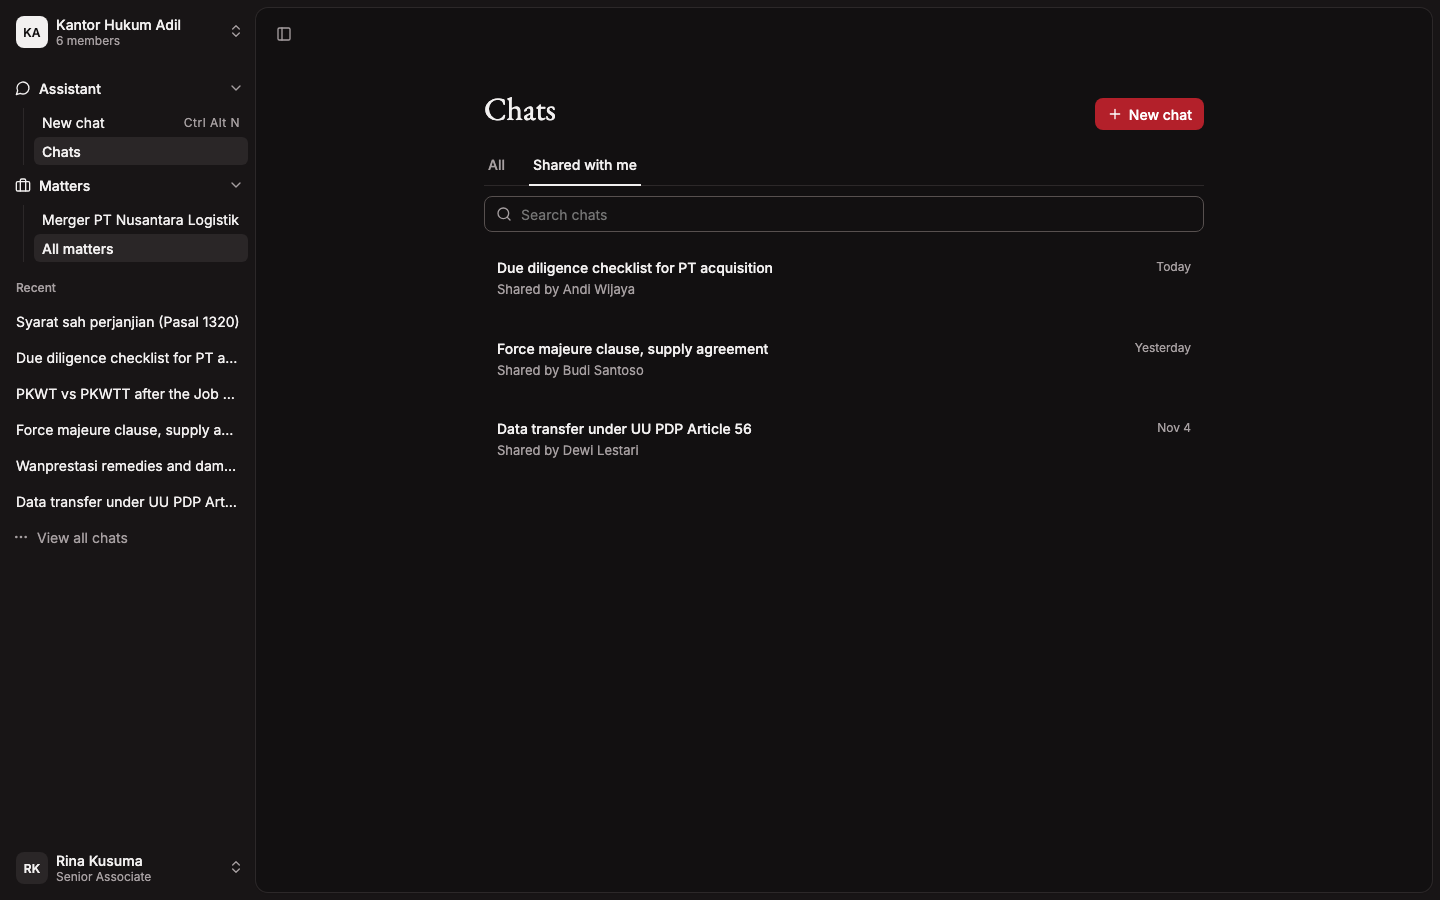 KA
Kantor Hukum Adil
6 members
Assistant
New chat
Ctrl Alt N
Chats
Matters
Merger PT Nusantara Logistik
All matters
Recent
Syarat sah perjanjian (Pasal 1320)
Due diligence checklist for PT a...
PKWT vs PKWTT after the Job ...
Force majeure clause, supply a...
Wanprestasi remedies and dam...
Data transfer under UU PDP Art...
View all chats
RK
Rina Kusuma
Senior Associate
Chats
New chat
All
Shared with me
Search chats
Due diligence checklist for PT acquisition
Today
Shared by Andi Wijaya
Force majeure clause, supply agreement
Yesterday
Shared by Budi Santoso
Data transfer under UU PDP Article 56
Nov 4
Shared by Dewi Lestari